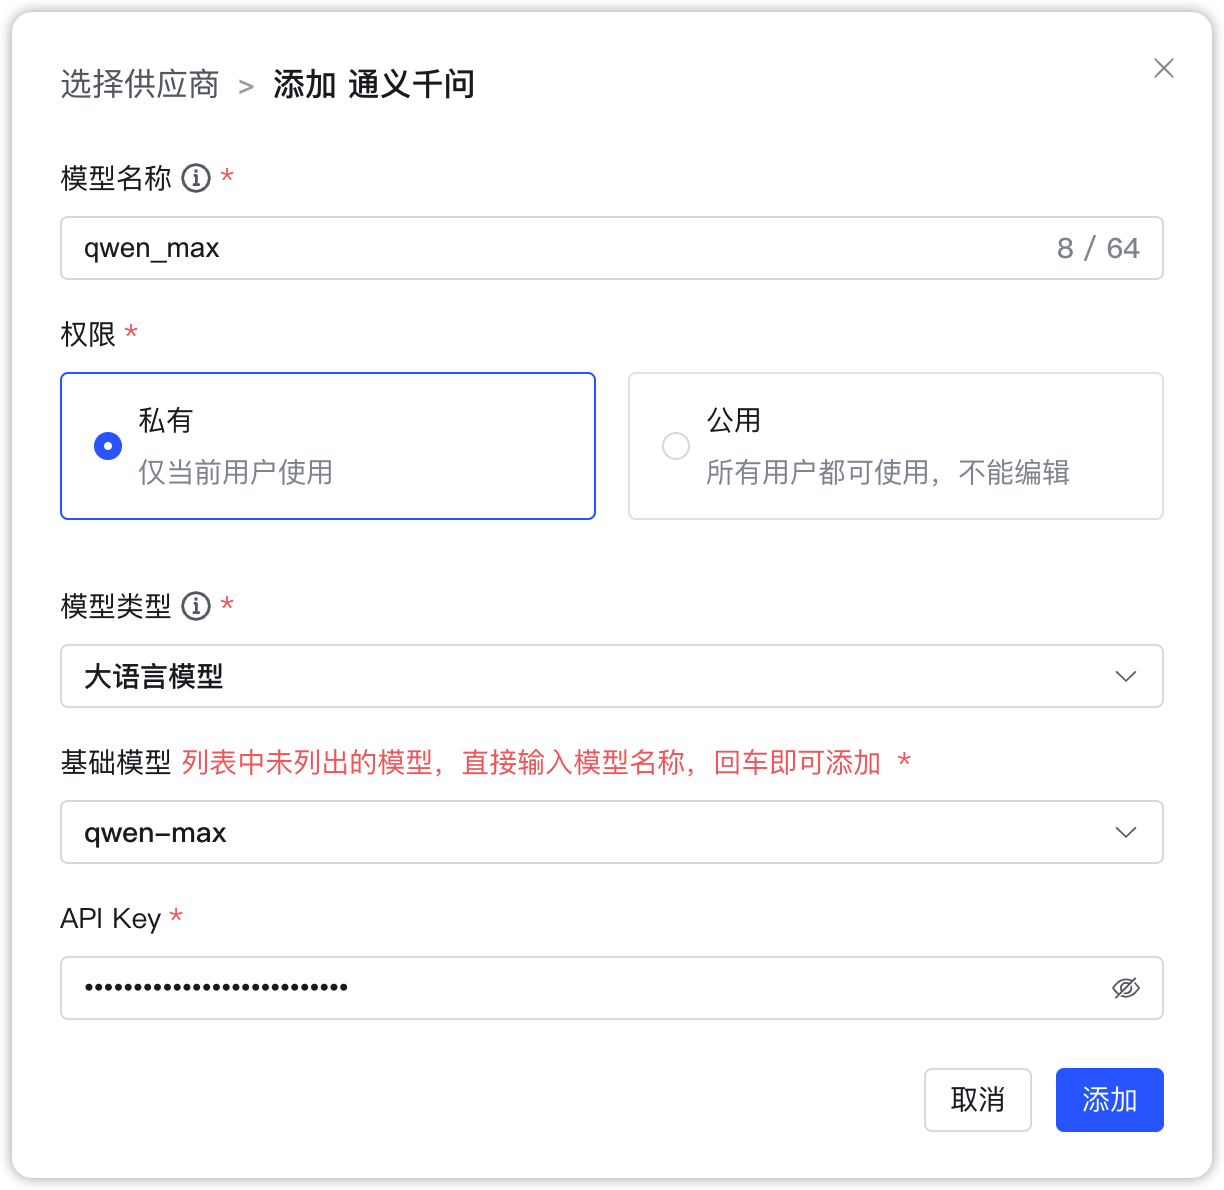 选择供应商 > 添加 通义千问
模型名称 *
qwen_max 8 / 64
权限 *
私有
仅当前用户使用
公用
所有用户都可使用，不能编辑
模型类型 *
大语言模型
基础模型 列表中未列出的模型，直接输入模型名称，回车即可添加 *
qwen-max
API Key *
•••••••••••••••••••••••••••
取消 添加